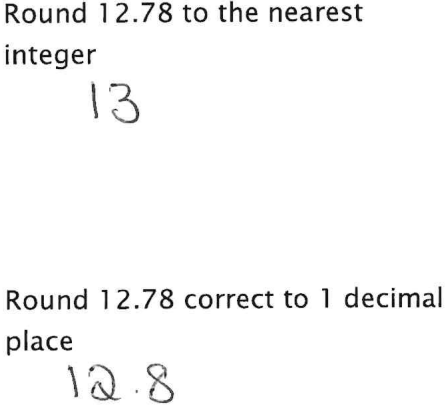 Round 12.78 to the nearest
integer
13
Round 12.78 correct to 1 decimal
place
12.8